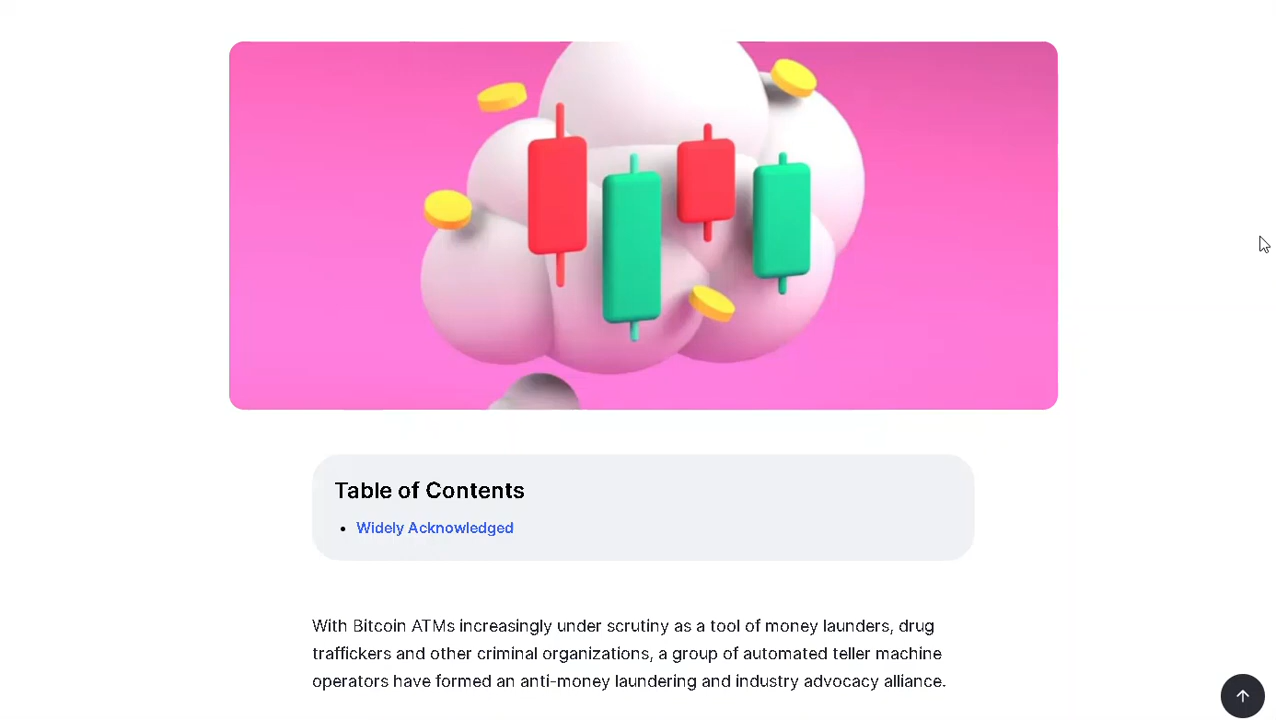 Table of Contents
Widely Acknowledged
With Bitcoin ATMs increasingly under scrutiny as a tool of money launders, drug
traffickers and other criminal organizations, a group of automated teller machine
operators have formed an anti-money laundering and industry advocacy alliance.